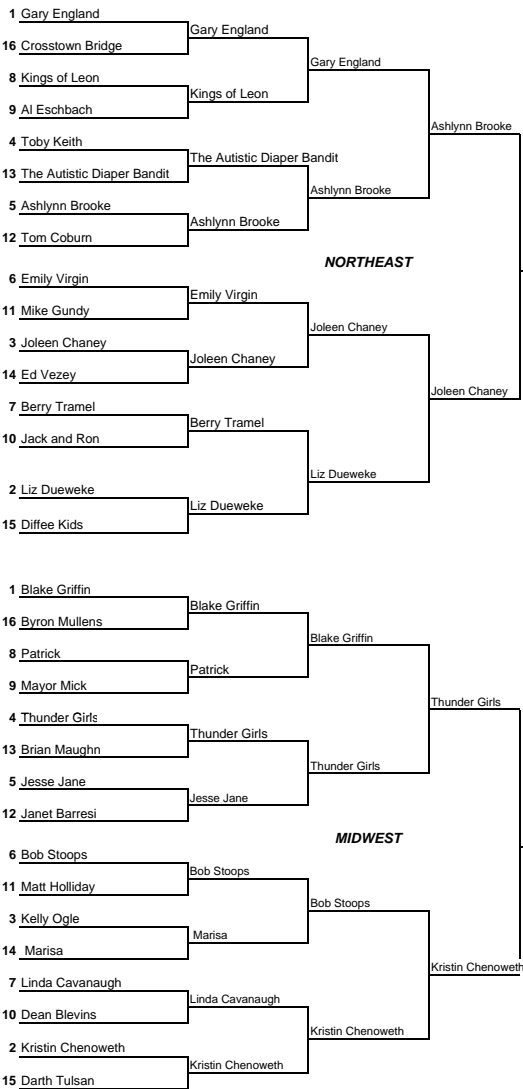 1 Gary England
Gary England
16 Crosstown Bridge
Gary England
8 Kings of Leon
Kings of Leon
9 Al Eschbach
Ashlynn Brooke
4 Toby Keith
The Autistic Diaper Bandit
13 The Autistic Diaper Bandit
Ashlynn Brooke
5 Ashlynn Brooke
Ashlynn Brooke
12 Tom Coburn
NORTHEAST
6 Emily Virgin
Emily Virgin
11 Mike Gundy
Joleen Chaney
3 Joleen Chaney
Joleen Chaney
14 Ed Vezey
Joleen Chaney
7 Berry Tramel
Berry Tramel
10 Jack and Ron
Liz Dueweke
2 Liz Dueweke
Liz Dueweke
15 Diffee Kids
1 Blake Griffin
Blake Griffin
16 Byron Mullens
Blake Griffin
8 Patrick
Patrick
9 Mayor Mick
Thunder Girls
4 Thunder Girls
Thunder Girls
13 Brian Maughn
Thunder Girls
5 Jesse Jane
Jesse Jane
12 Janet Barresi
MIDWEST
6 Bob Stoops
Bob Stoops
11 Matt Holliday
Bob Stoops
3 Kelly Ogle
Marisa
14 Marisa
Kristin Chenoweth
7 Linda Cavanaugh
Linda Cavanaugh
10 Dean Blevins
Kristin Chenoweth
2 Kristin Chenoweth
Kristin Chenoweth
15 Darth Tulsan